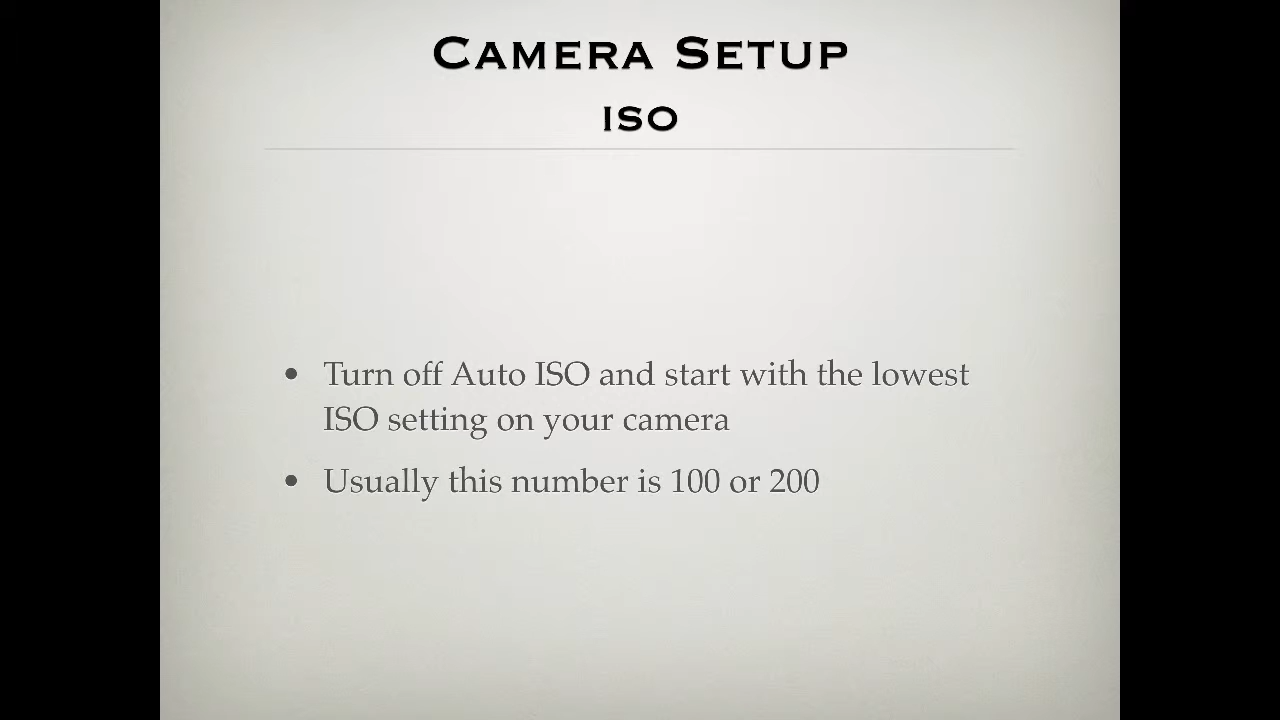 Camera Setup
ISO
• Turn off Auto ISO and start with the lowest
ISO setting on your camera
• Usually this number is 100 or 200